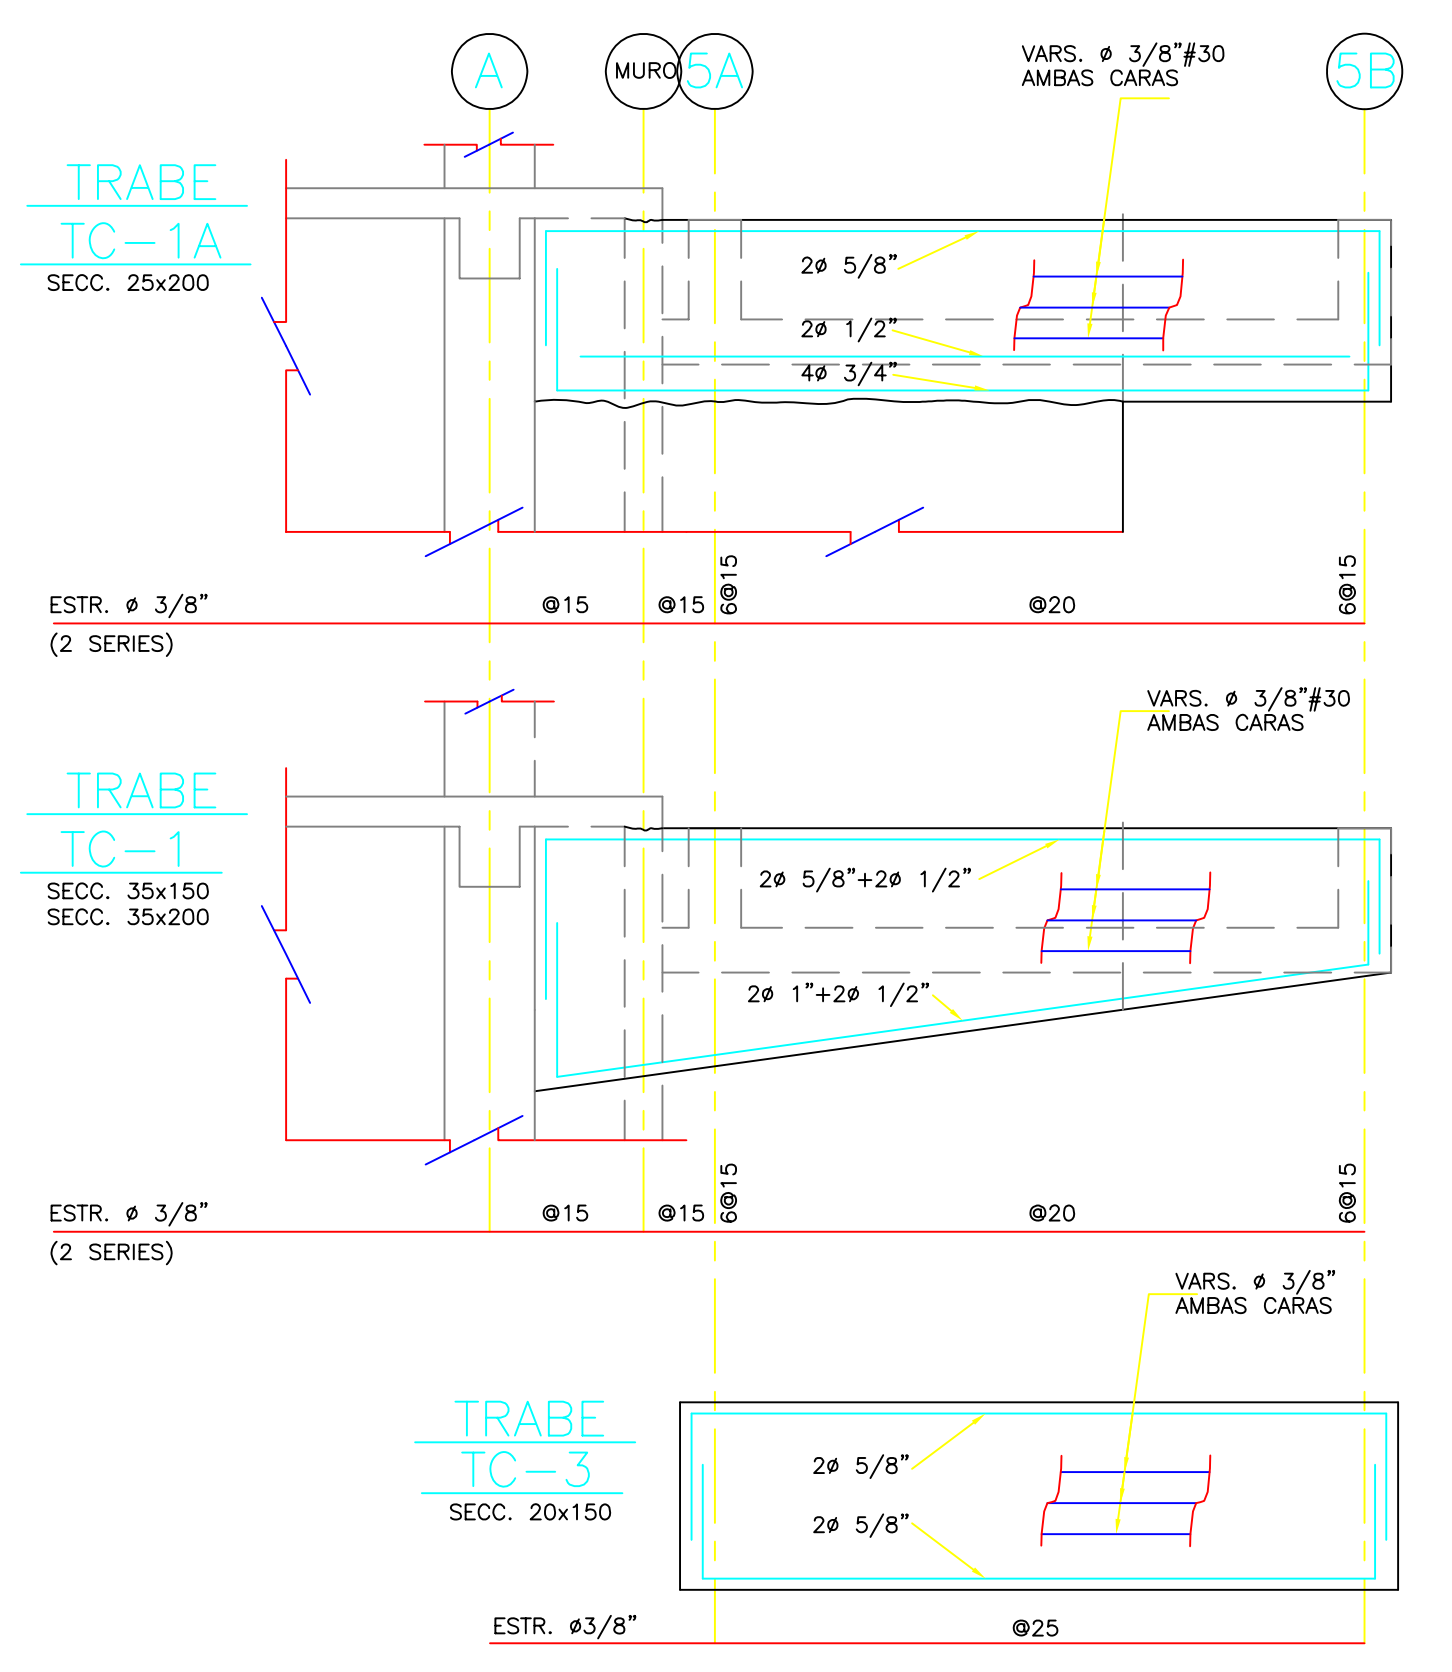 A
MURO
5A
5B
VARS. ø 3/8"#30
AMBAS CARAS
TRABE
TC-1A
SECC. 25x200
2ø 5/8"
2ø 1/2"
4ø 3/4"
ESTR. ø 3/8"
@15
@15
6@15
@20
6@15
(2 SERIES)
VARS. ø 3/8"#30
AMBAS CARAS
TRABE
TC-1
SECC. 35x150
SECC. 35x200
2ø 5/8"+2ø 1/2"
2ø 1"+2ø 1/2"
ESTR. ø 3/8"
@15
@15
6@15
@20
6@15
(2 SERIES)
VARS. ø 3/8"
AMBAS CARAS
TRABE
TC-3
SECC. 20x150
2ø 5/8"
2ø 5/8"
ESTR. ø3/8"
@25